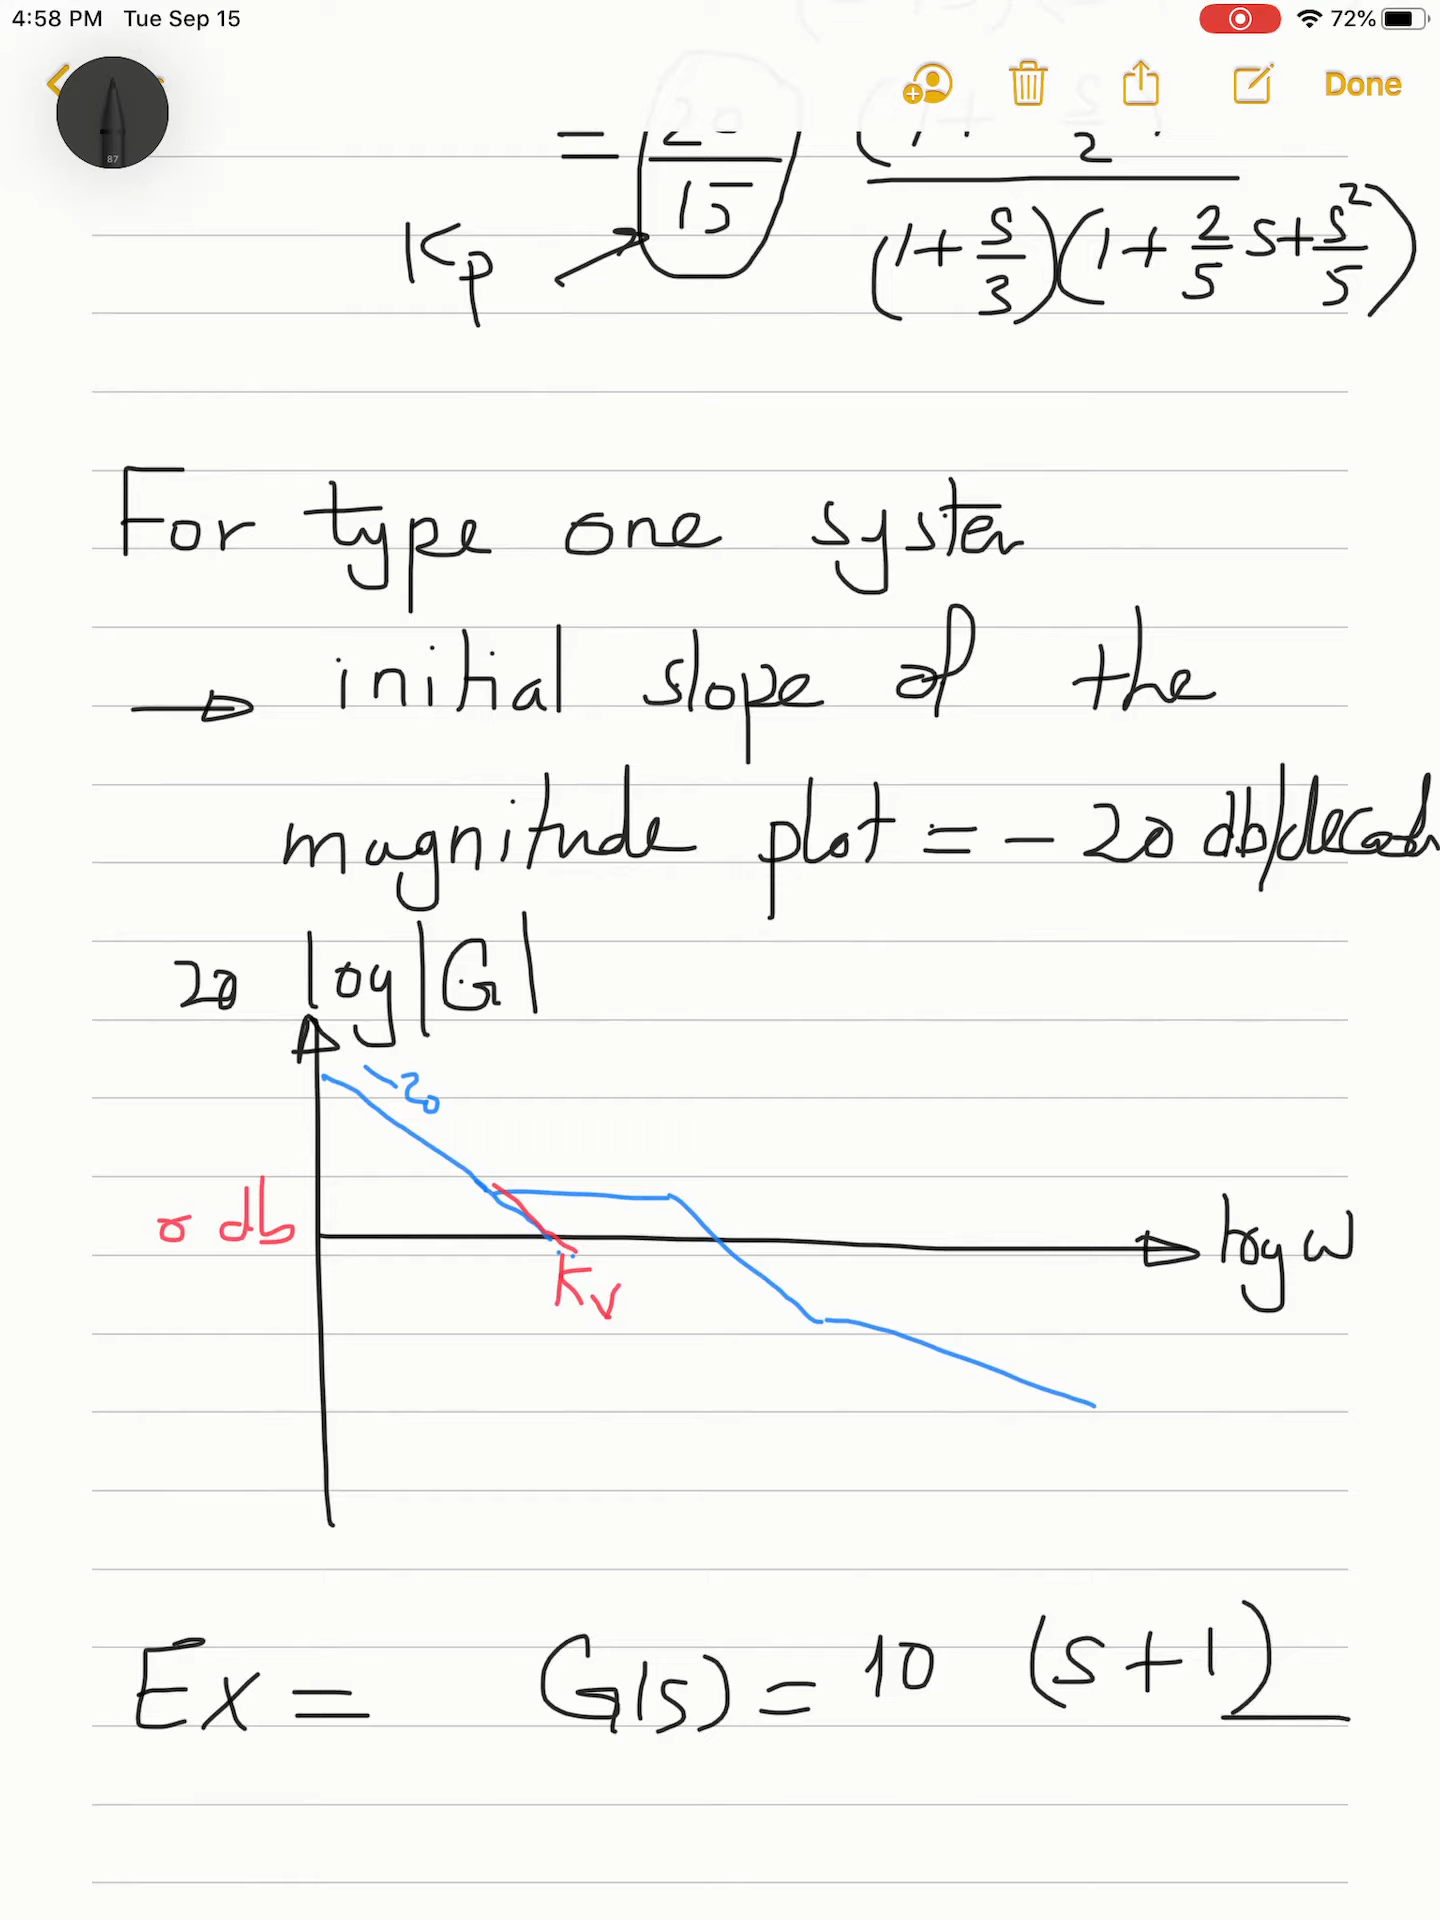 4:58 PM Tue Sep 15 72%
Done
87
= 2
15
Kp
(1+ s/3)(1+ 2/5 s+ s²/5)
For type one system
→ initial slope of the
magnitude plot = - 20 db/decade
20 log|G|
-20
o db
Kv
log w
Ex = G(s) = 10 (s+1)